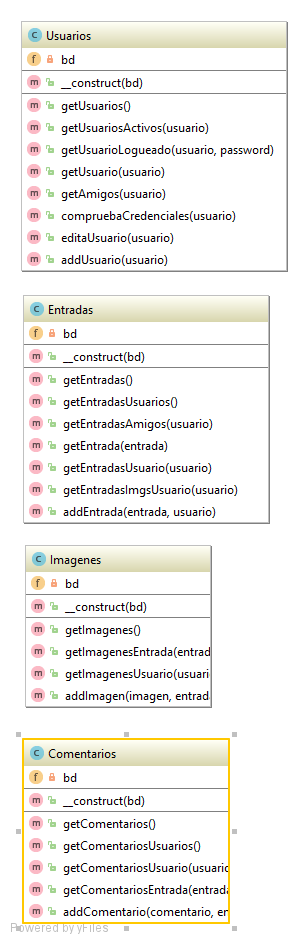 C Usuarios
f bd
m __construct(bd)
m getUsuarios()
m getUsuariosActivos(usuario)
m getUsuarioLogueado(usuario, password)
m getUsuario(usuario)
m getAmigos(usuario)
m compruebaCredenciales(usuario)
m editaUsuario(usuario)
m addUsuario(usuario)
C Entradas
f bd
m __construct(bd)
m getEntradas()
m getEntradasUsuarios()
m getEntradasAmigos(usuario)
m getEntrada(entrada)
m getEntradasUsuario(usuario)
m getEntradasImgsUsuario(usuario)
m addEntrada(entrada, usuario)
C Imagenes
f bd
m __construct(bd)
m getImagenes()
m getImagenesEntrada(entrad
m getImagenesUsuario(usuari
m addImagen(imagen, entrad
C Comentarios
f bd
m __construct(bd)
m getComentarios()
m getComentariosUsuarios()
m getComentariosUsuario(usuario
m getComentariosEntrada(entrada
m addComentario(comentario, en
Powered by yFiles